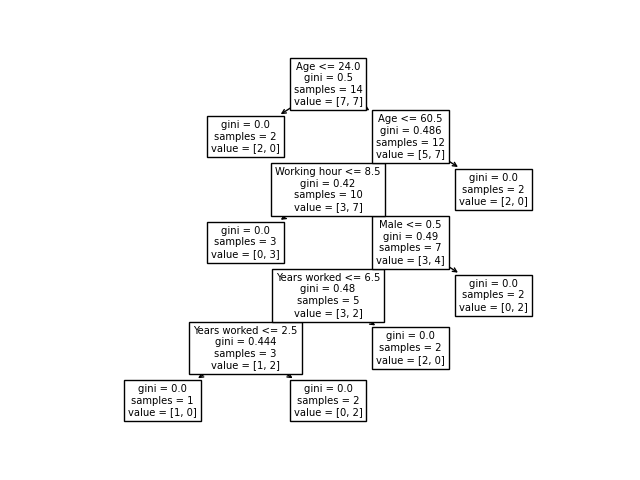 Age <= 24.0
gini = 0.5
samples = 14
value = [7, 7]
gini = 0.0
samples = 2
value = [2, 0]
Age <= 60.5
gini = 0.486
samples = 12
value = [5, 7]
Working hour <= 8.5
gini = 0.42
samples = 10
value = [3, 7]
gini = 0.0
samples = 2
value = [2, 0]
gini = 0.0
samples = 3
value = [0, 3]
Male <= 0.5
gini = 0.49
samples = 7
value = [3, 4]
Years worked <= 6.5
gini = 0.48
samples = 5
value = [3, 2]
gini = 0.0
samples = 2
value = [0, 2]
Years worked <= 2.5
gini = 0.444
samples = 3
value = [1, 2]
gini = 0.0
samples = 2
value = [2, 0]
gini = 0.0
samples = 1
value = [1, 0]
gini = 0.0
samples = 2
value = [0, 2]